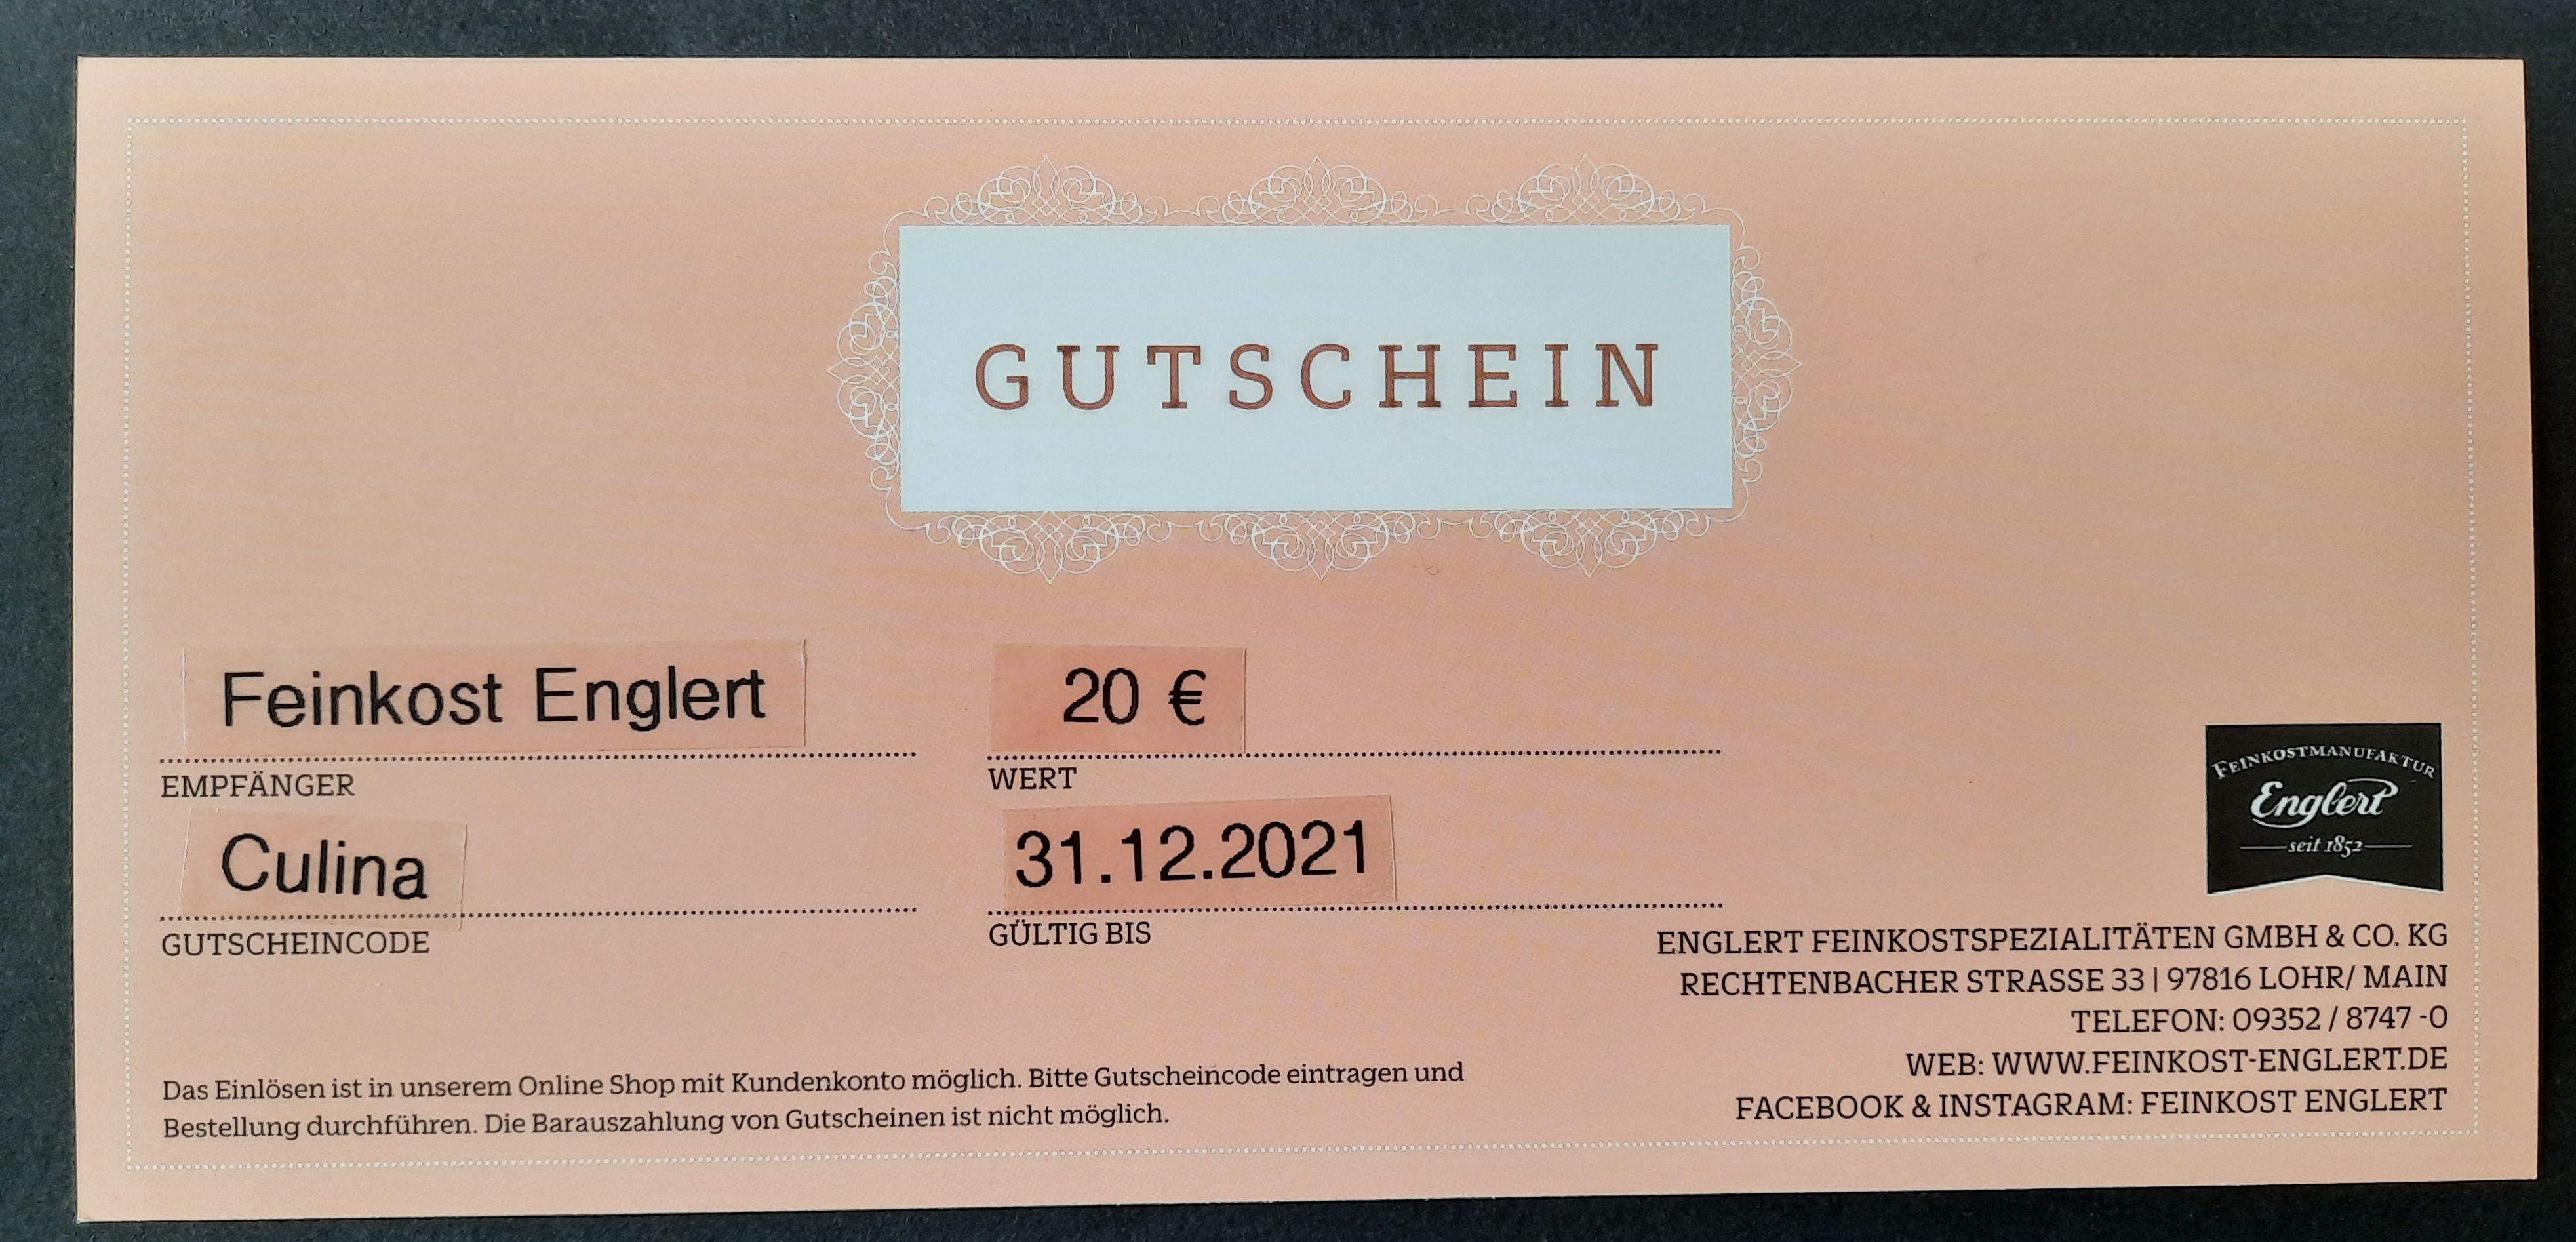 GUTSCHEIN
Feinkost Englert
EMPFÄNGER
20 €
WERT
Culina
GUTSCHEINCODE
31.12.2021
GÜLTIG BIS
Das Einlösen ist in unserem Online Shop mit Kundenkonto möglich. Bitte Gutscheincode eintragen und
Bestellung durchführen. Die Barauszahlung von Gutscheinen ist nicht möglich.
FEINKOSTMANUFAKTUR
Englert
seit 1852
ENGLERT FEINKOSTSPEZIALITÄTEN GMBH & CO. KG
RECHTENBACHER STRASSE 33 | 97816 LOHR/ MAIN
TELEFON: 09352 / 8747 -0
WEB: WWW.FEINKOST-ENGLERT.DE
FACEBOOK & INSTAGRAM: FEINKOST ENGLERT